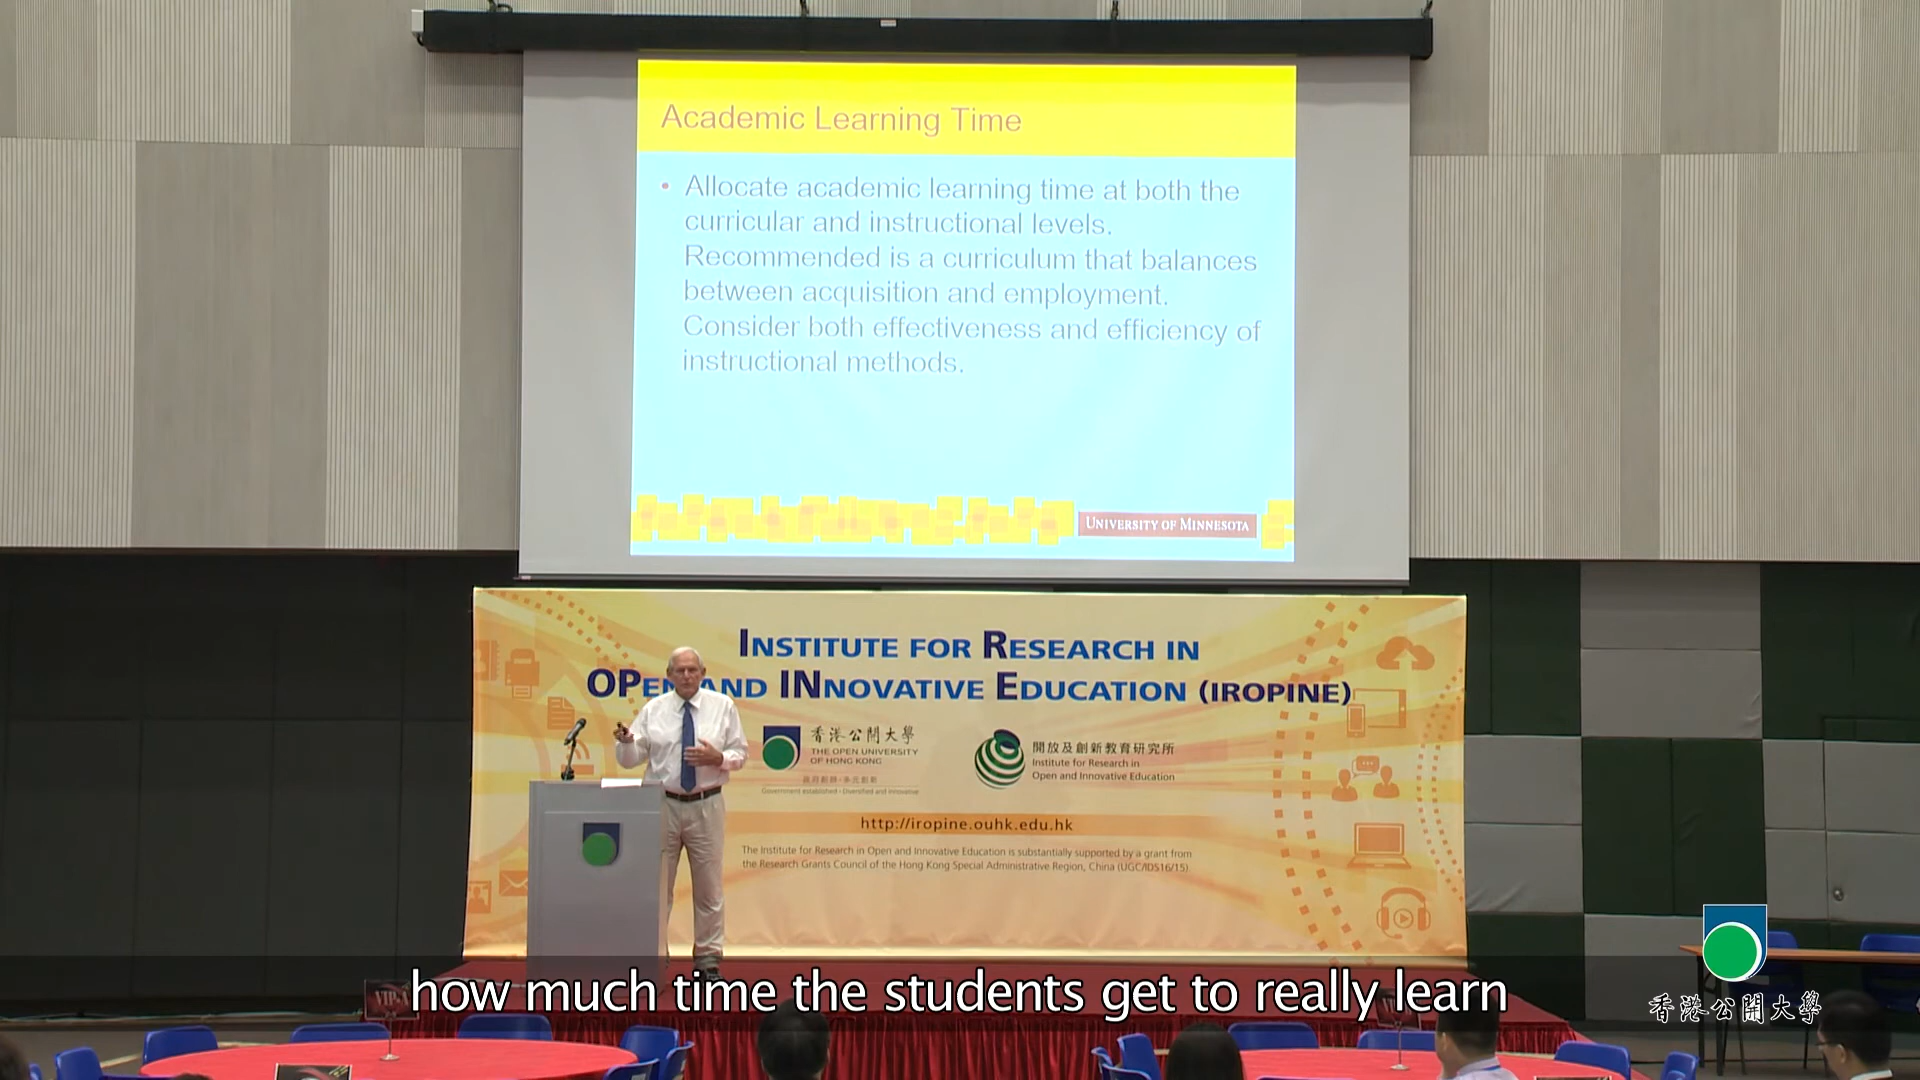 Academic Learning Time
• Allocate academic learning time at both the
curricular and instructional levels.
Recommended is a curriculum that balances
between acquisition and employment.
Consider both effectiveness and efficiency of
instructional methods.
UNIVERSITY OF MINNESOTA
INSTITUTE FOR RESEARCH IN
OPEN AND INNOVATIVE EDUCATION (IROPINE)
香港公開大學
THE OPEN UNIVERSITY
OF HONG KONG
Government established • Diversified and Innovative
開放及創新教育研究所
Institute for Research in
Open and Innovative Education
http://iropine.ouhk.edu.hk
The Institute for Research in Open and Innovative Education is substantially supported by a grant from
the Research Grants Council of the Hong Kong Special Administrative Region, China (UGC/IDS16/15)
VIP
how much time the students get to really learn
香港公開大學